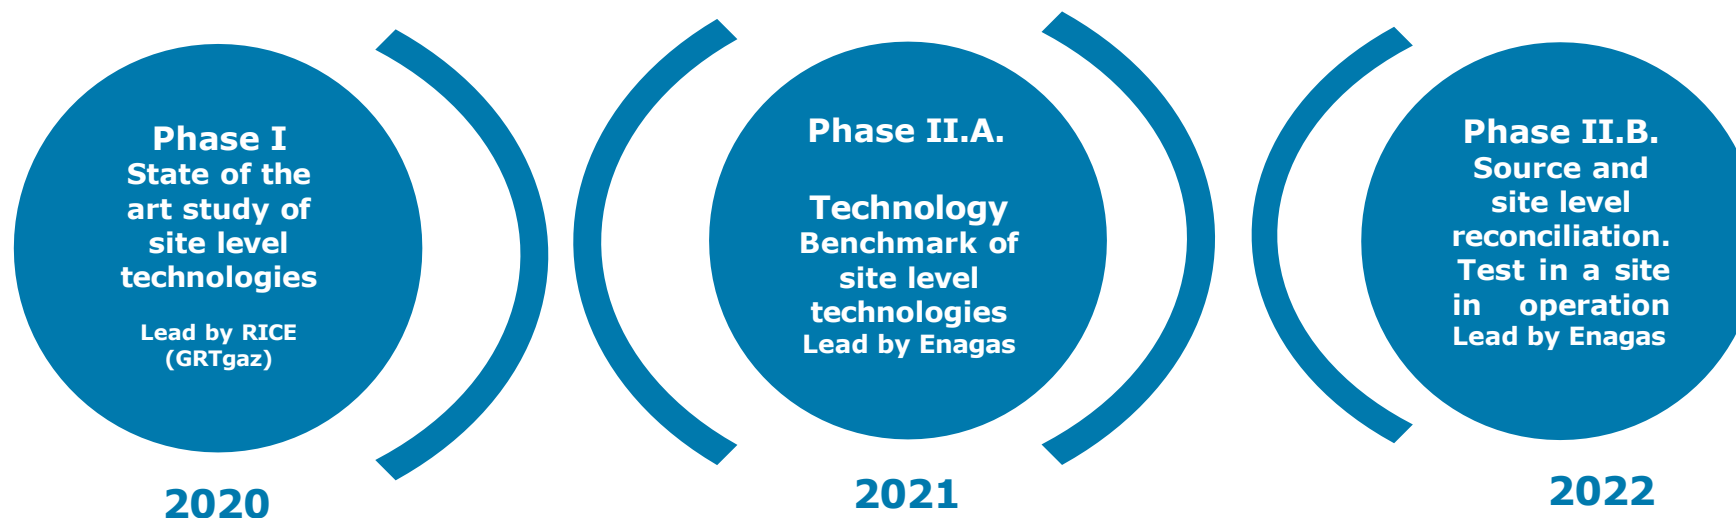 Phase I
State of the
art study of
site level
technologies
Lead by RICE
(GRTgaz)
2020
Phase II.A.
Technology
Benchmark of
site level
technologies
Lead by Enagas
2021
Phase II.B.
Source and
site level
reconciliation.
Test in a site
in operation
Lead by Enagas
2022